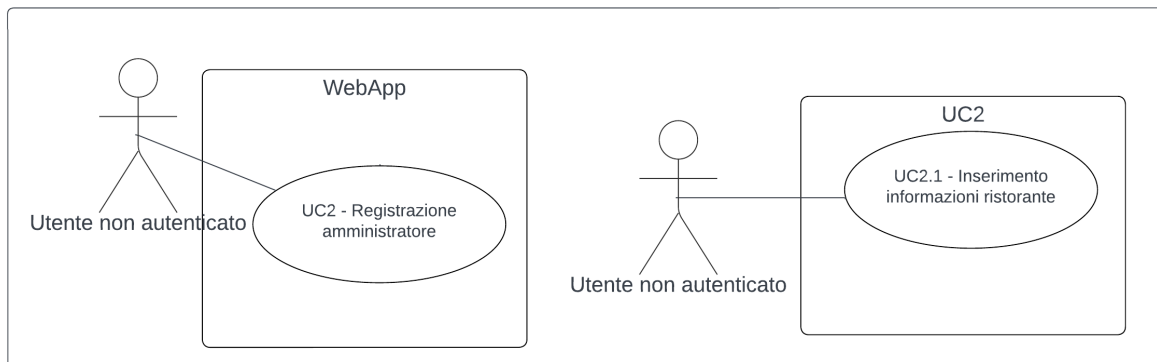 WebApp
UC2 - Registrazione
amministratore
Utente non autenticato
UC2
UC2.1 - Inserimento
informazioni ristorante
Utente non autenticato